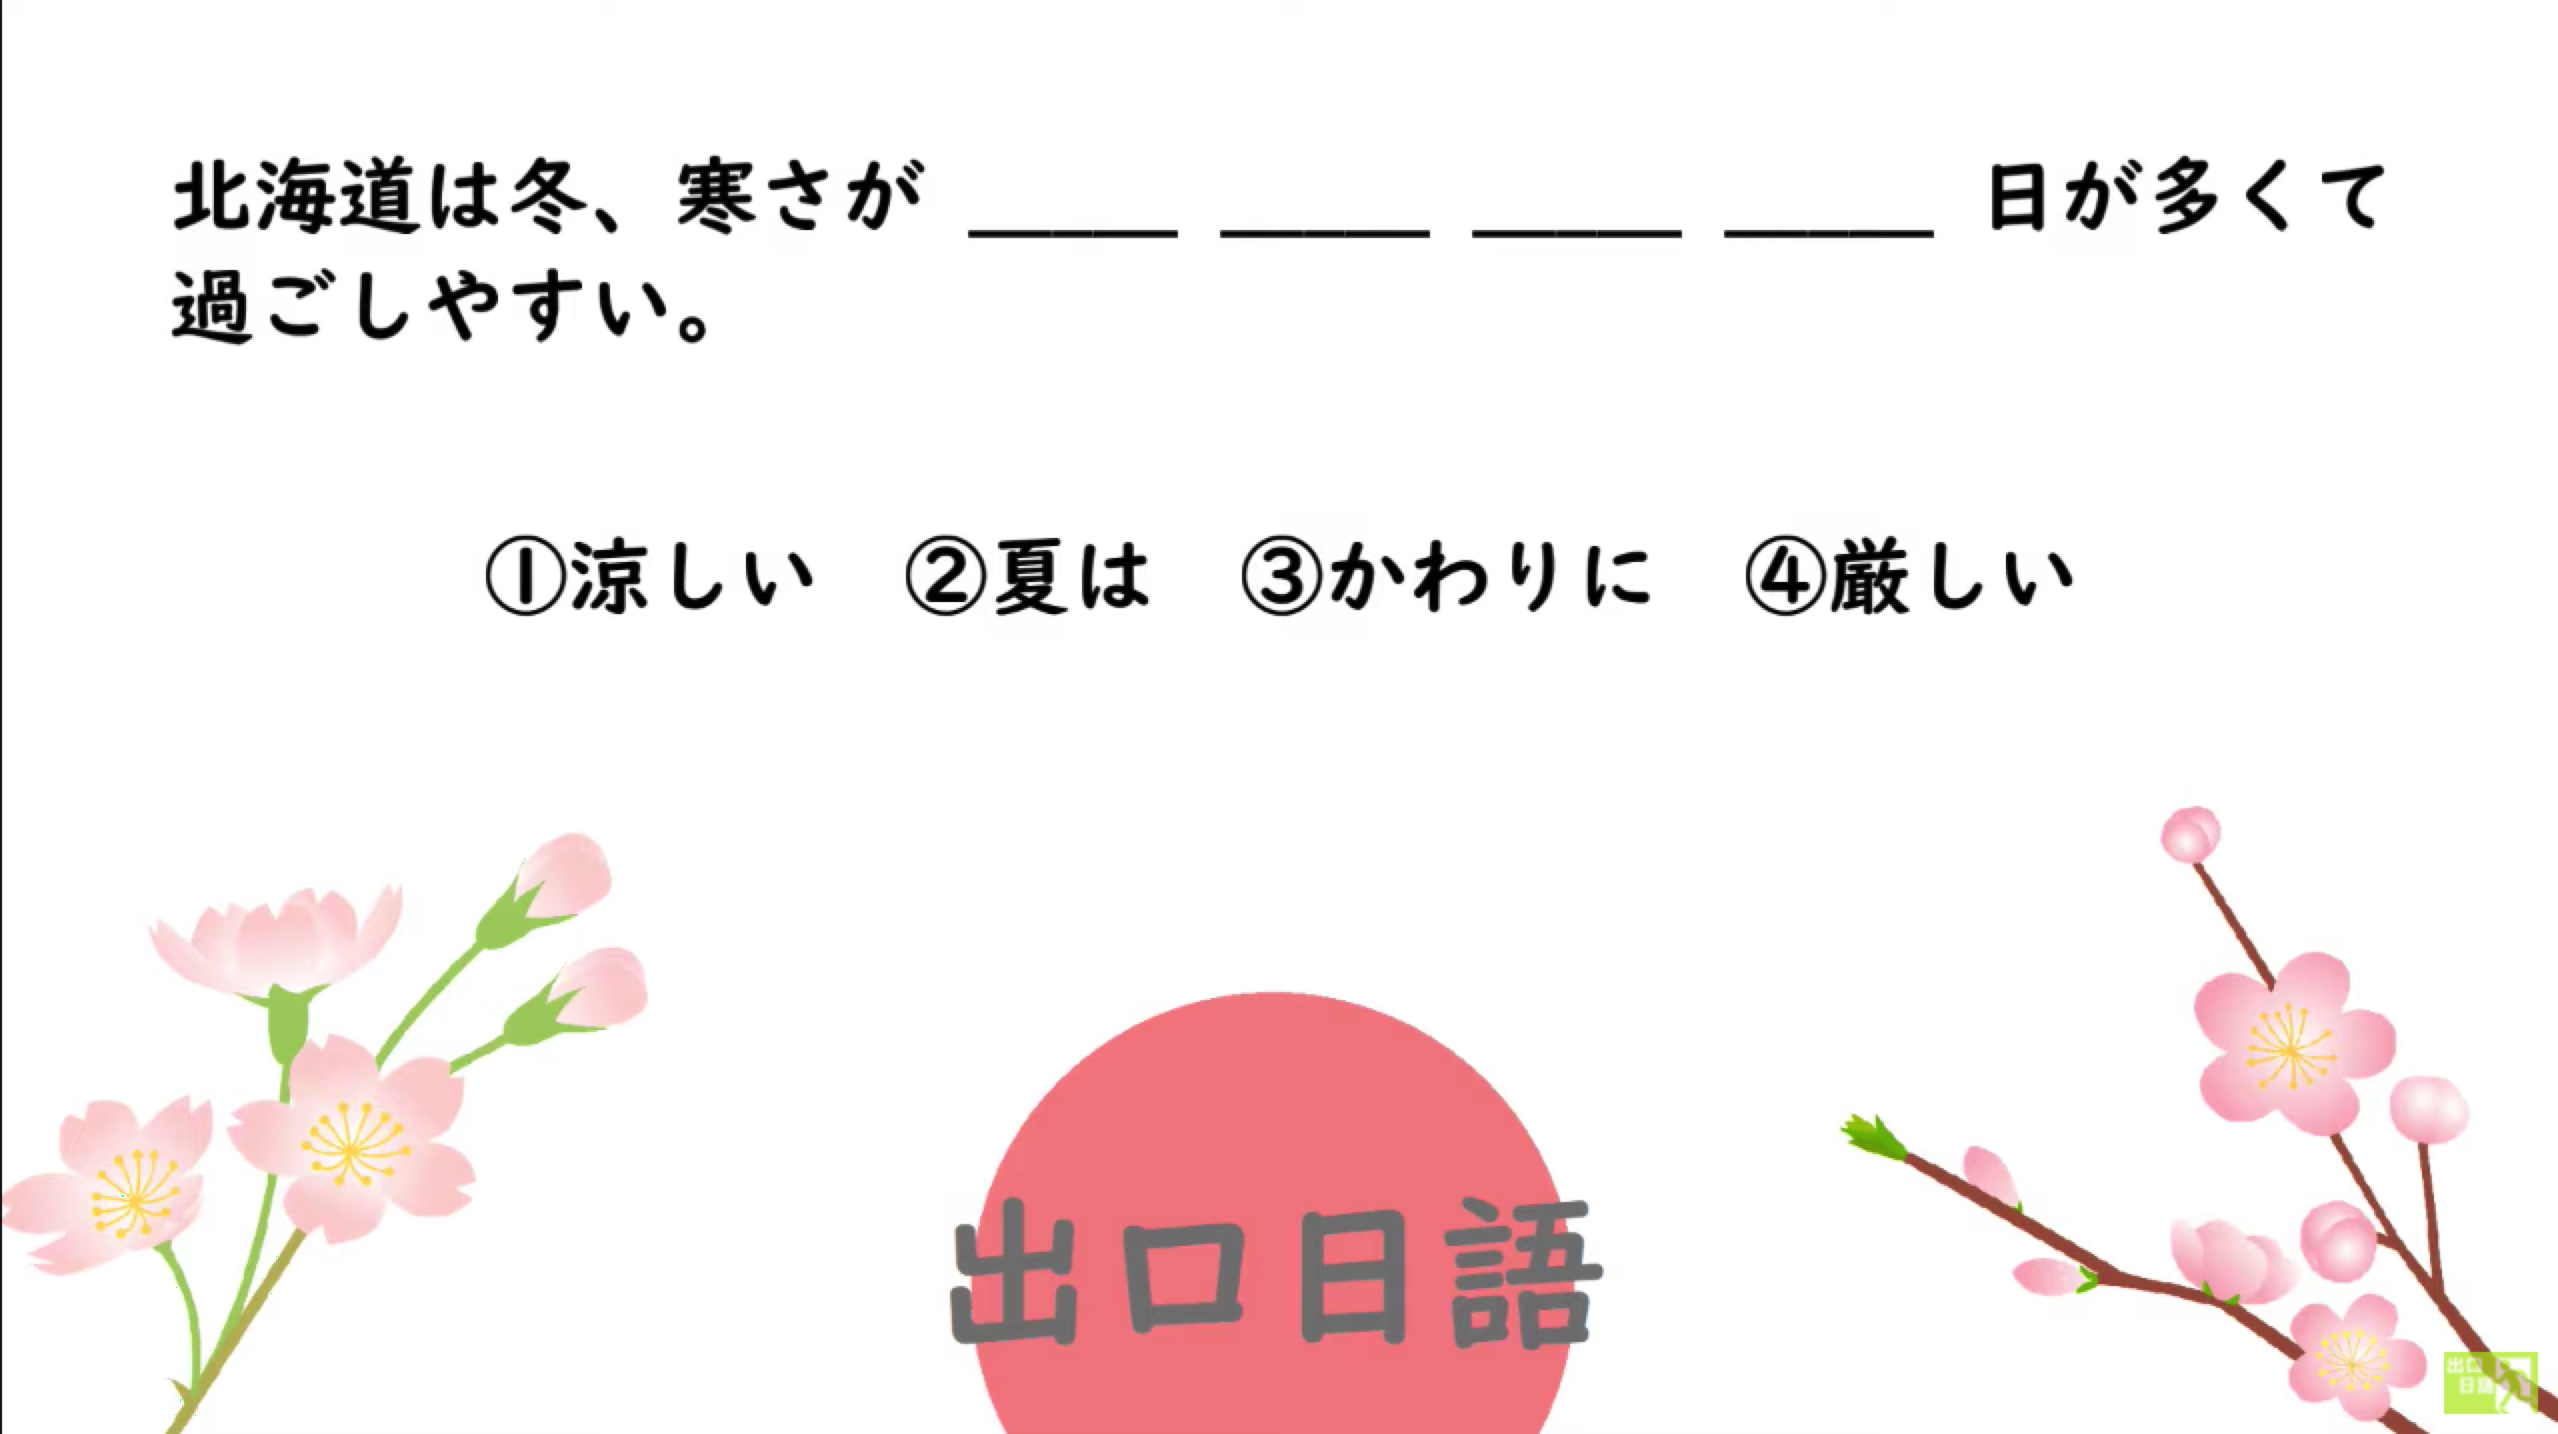 北海道は冬、寒さが ＿＿＿ ＿＿＿ ＿＿＿ ＿＿＿ 日が多くて
過ごしやすい。
①涼しい　②夏は　③かわりに　④厳しい
出口日語
出口
日語